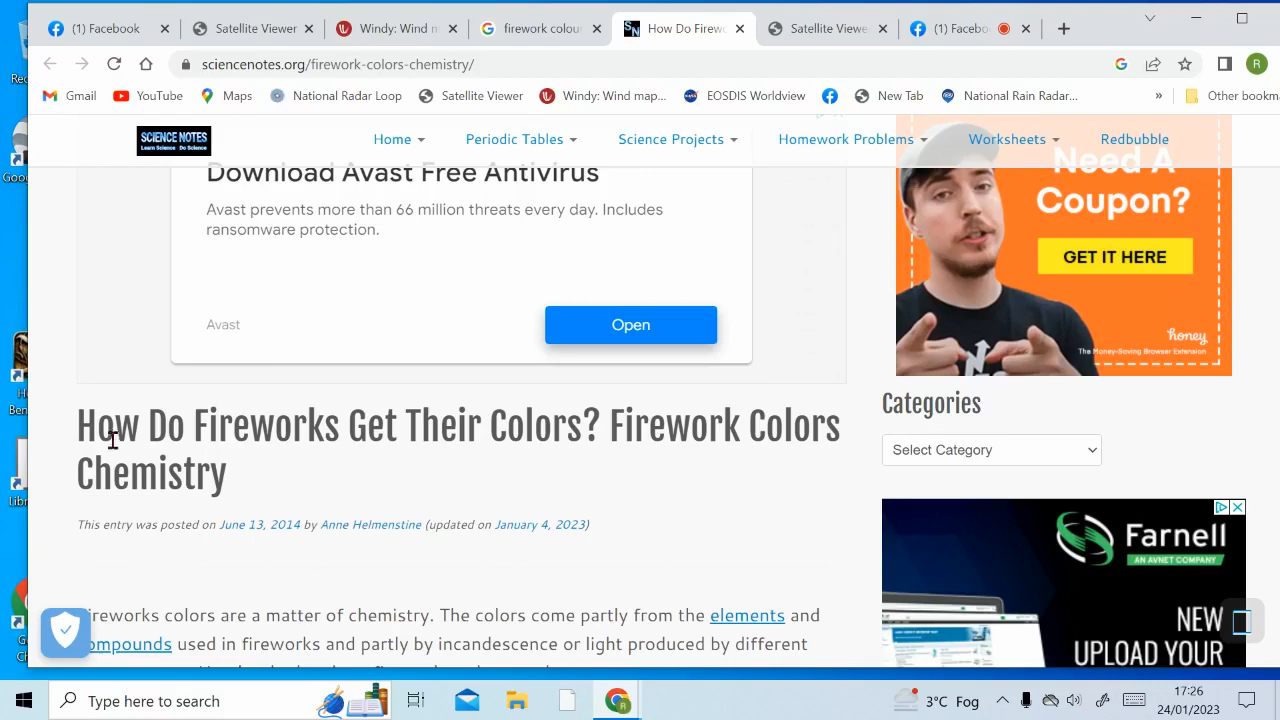 (1) Facebook
Satellite Viewer
Windy: Wind m
firework colou
How Do Firewo
Satellite Viewe
(1) Facebo
sciencenotes.org/firework-colors-chemistry/
R
Gmail
YouTube
Maps
National Radar Loop
Satellite Viewer
Windy: Wind map...
EOSDIS Worldview
New Tab
National Rain Radar...
»
Other bookm
SCIENCE NOTES
Learn Science Do Science
Home
Periodic Tables
Science Projects
Homework Problems
Worksheets
Redbubble
Download Avast Free Antivirus
Avast prevents more than 66 million threats every day. Includes
ransomware protection.
Avast
Open
Need A
Coupon?
GET IT HERE
honey
The Money-Saving Browser Extension
How Do Fireworks Get Their Colors? Firework Colors
Chemistry
This entry was posted on June 13, 2014 by Anne Helmenstine (updated on January 4, 2023)
Categories
Select Category
Farnell
AN AVNET COMPANY
NEW
UPLOAD YOUR
ireworks colors are a matter of chemistry. The colors come partly from the elements and
ompounds used in fireworks and partly by incandescence or light produced by different
Type here to search
3°C Fog
17:26
24/01/2023